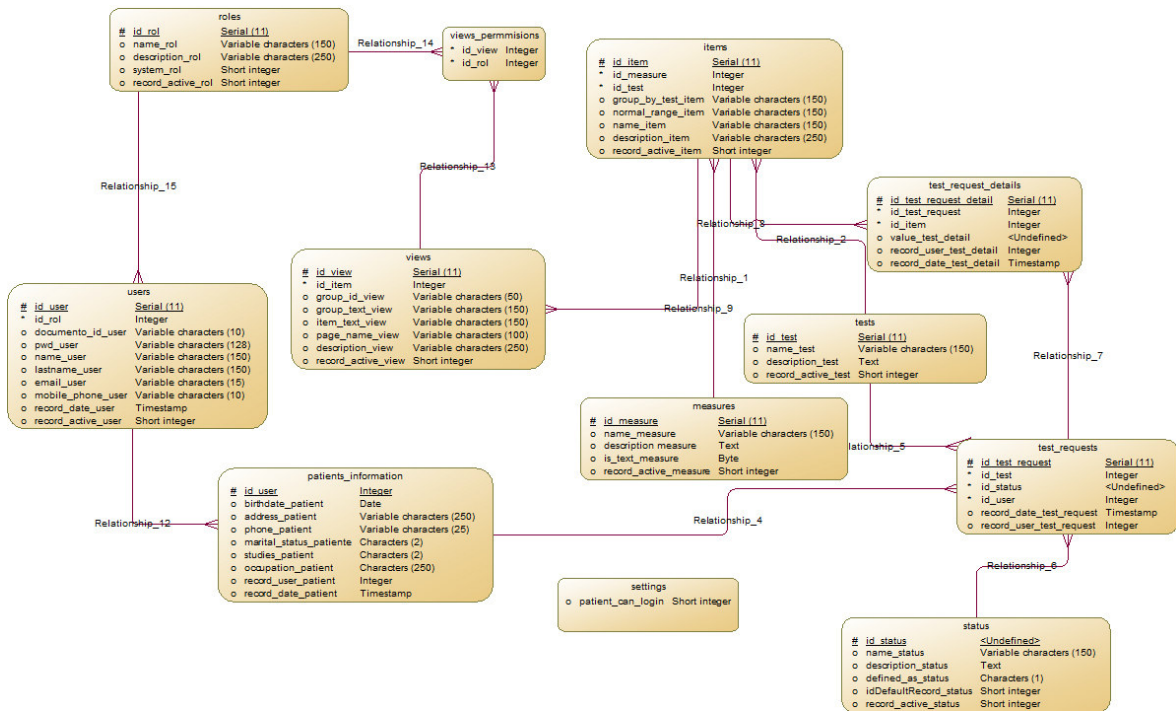 roles
# id_rol Serial (11)
o name_rol Variable characters (150)
o description_rol Variable characters (250)
o system_rol Short integer
o record_active_rol Short integer
Relationship_14
views_permmisions
* id_view Integer
* id_rol Integer
items
# id_item Serial (11)
* id_measure Integer
* id_test Integer
o group_by_test_item Variable characters (150)
o normal_range_item Variable characters (150)
o name_item Variable characters (150)
o description_item Variable characters (250)
o record_active_item Short integer
Relationship_13
Relationship_15
test_request_details
# id_test_request_detail Serial (11)
* id_test_request Integer
* id_item Integer
o value_test_detail <Undefined>
o record_user_test_detail Integer
o record_date_test_detail Timestamp
Relationship_3
Relationship_2
Relationship_1
Relationship_9
views
# id_view Serial (11)
* id_item Integer
o group_id_view Variable characters (50)
o group_text_view Variable characters (150)
o item_text_view Variable characters (150)
o page_name_view Variable characters (100)
o description_view Variable characters (250)
o record_active_view Short integer
users
# id_user Serial (11)
* id_rol Integer
o documento_id_user Variable characters (10)
o pwd_user Variable characters (128)
o name_user Variable characters (150)
o lastname_user Variable characters (150)
o email_user Variable characters (15)
o mobile_phone_user Variable characters (10)
o record_date_user Timestamp
o record_active_user Short integer
tests
# id_test Serial (11)
o name_test Variable characters (150)
o description_test Text
o record_active_test Short integer
Relationship_7
measures
# id_measure Serial (11)
o name_measure Variable characters (150)
o description measure Text
o is_text_measure Byte
o record_active_measure Short integer
elationship_5
test_requests
# id_test_request Serial (11)
* id_test Integer
* id_status <Undefined>
* id_user Integer
o record_date_test_request Timestamp
o record_user_test_request Integer
patients_information
# id_user Integer
o birthdate_patient Date
o address_patient Variable characters (250)
o phone_patient Variable characters (25)
o marital_status_patiente Characters (2)
o studies_patient Characters (2)
o occupation_patient Characters (250)
o record_user_patient Integer
o record_date_patient Timestamp
Relationship_12
Relationship_4
Relationship_6
settings
o patient_can_login Short integer
status
# id_status <Undefined>
o name_status Variable characters (150)
o description_status Text
o defined_as_status Characters (1)
o idDefaultRecord_status Short integer
o record_active_status Short integer